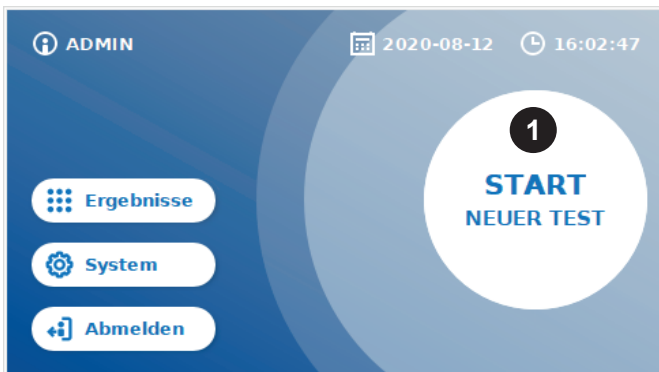 ADMIN 2020-08-12 16:02:47
1
START
NEUER TEST
Ergebnisse
System
Abmelden